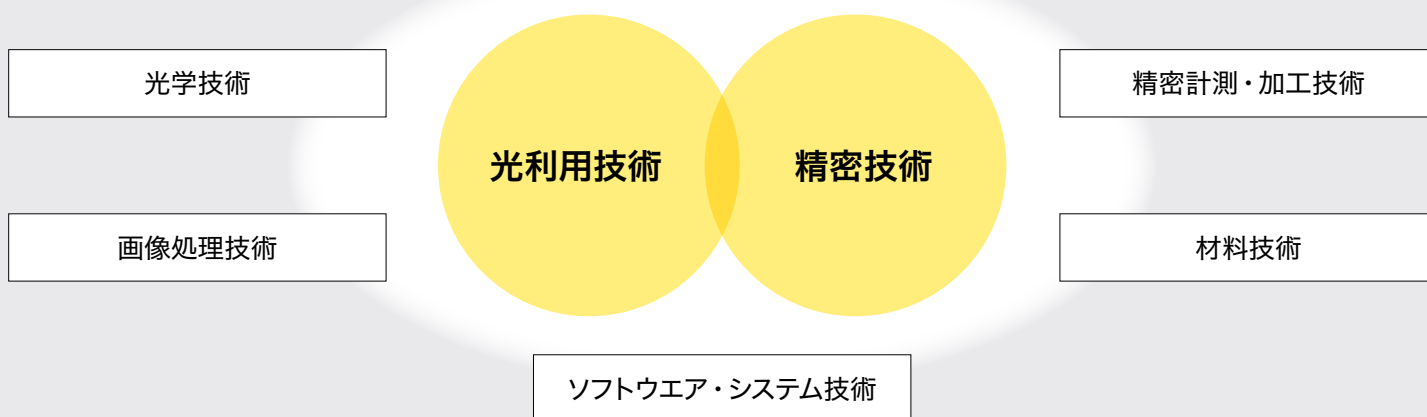 光学技術
精密計測・加工技術
光利用技術
精密技術
画像処理技術
材料技術
ソフトウエア・システム技術